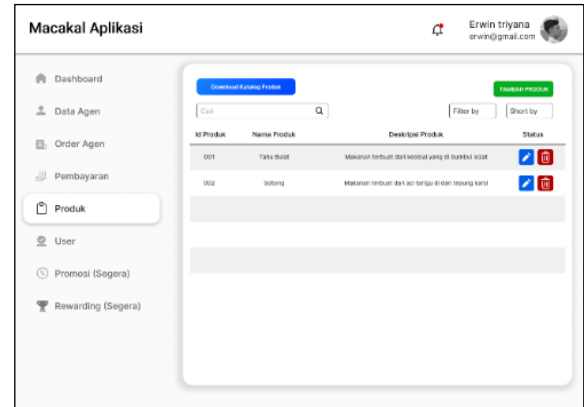 Macakal Aplikasi
Erwin triyana
erwin@gmail.com
Dashboard
Data Agen
Order Agen
Pembayaran
Produk
User
Promosi (Segera)
Rewarding (Segera)
Download Katalog Produk
TAMBAH PRODUK
Cari
Filter by
Short by
Id Produk Nama Produk Deskripsi Produk Status
001 Tahu Bulat Makanan terbuat dari kedelai yang di bumbui lezat
002 Sotong Makanan terbuat dari aci terigu di dan tepung kanji